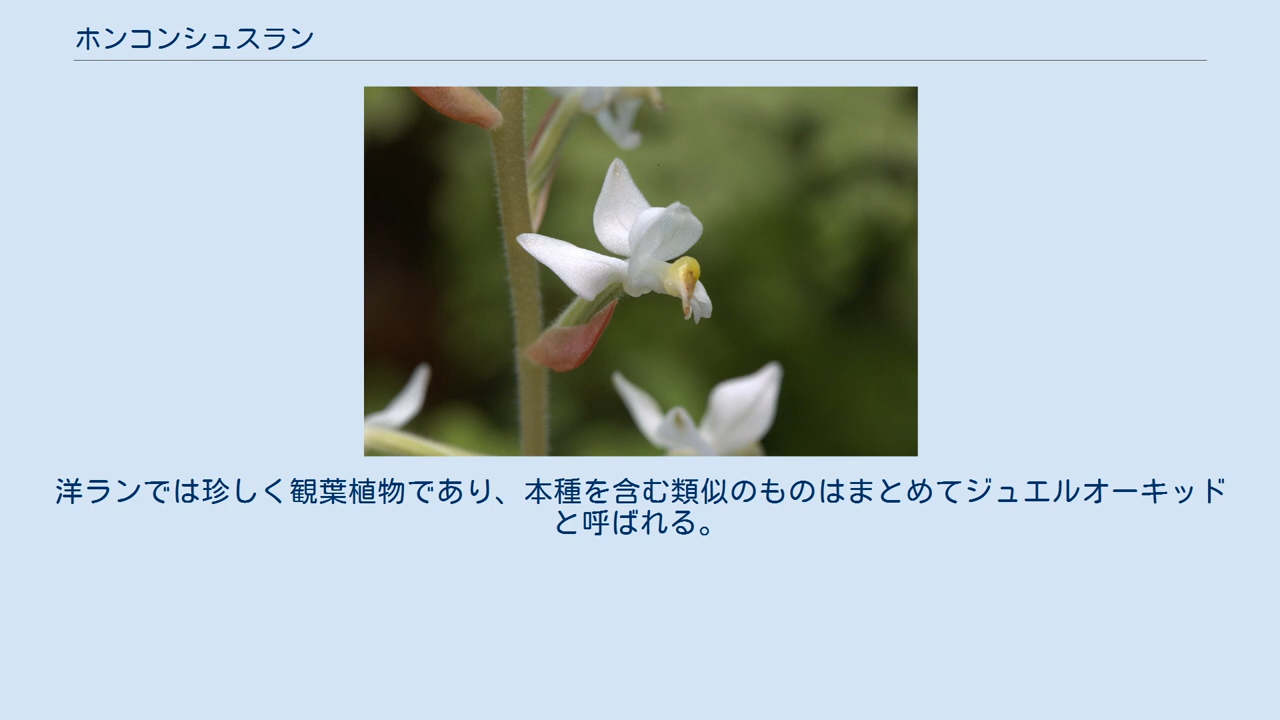 ホンコンシュスラン
洋ランでは珍しく観葉植物であり、本種を含む類似のものはまとめてジュエルオーキッド
と呼ばれる。